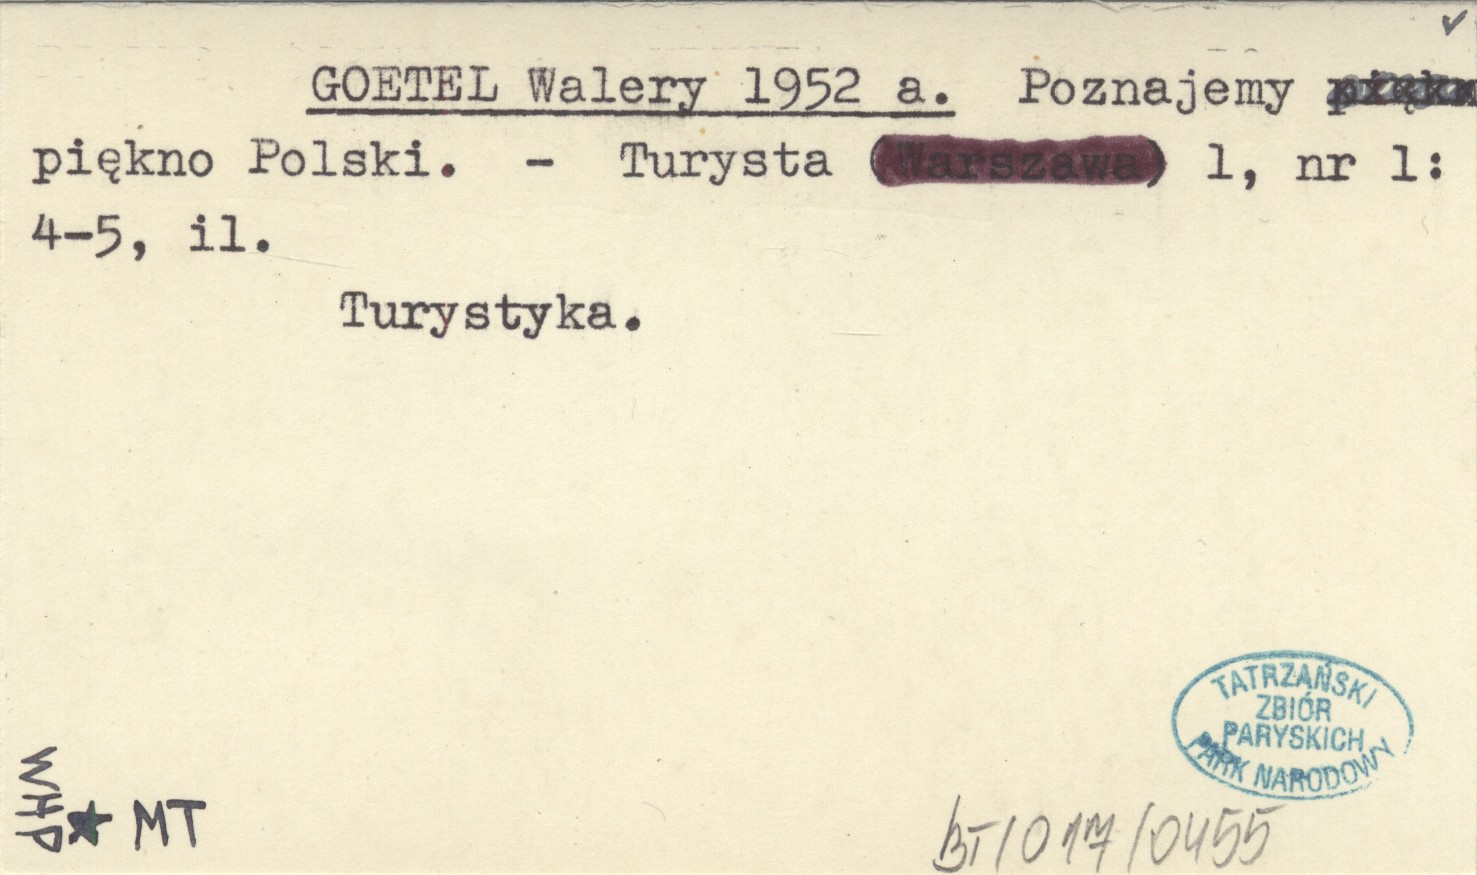 GOETEL Walery 1952 a. Poznajemy
piękno Polski. - Turysta (Warszawa) 1, nr 1:
4-5, il.
Turystyka.
TATRZAŃSKI
ZBIÓR
PARYSKICH
PARK NARODOWY
WHP
MT
BT/017/0455